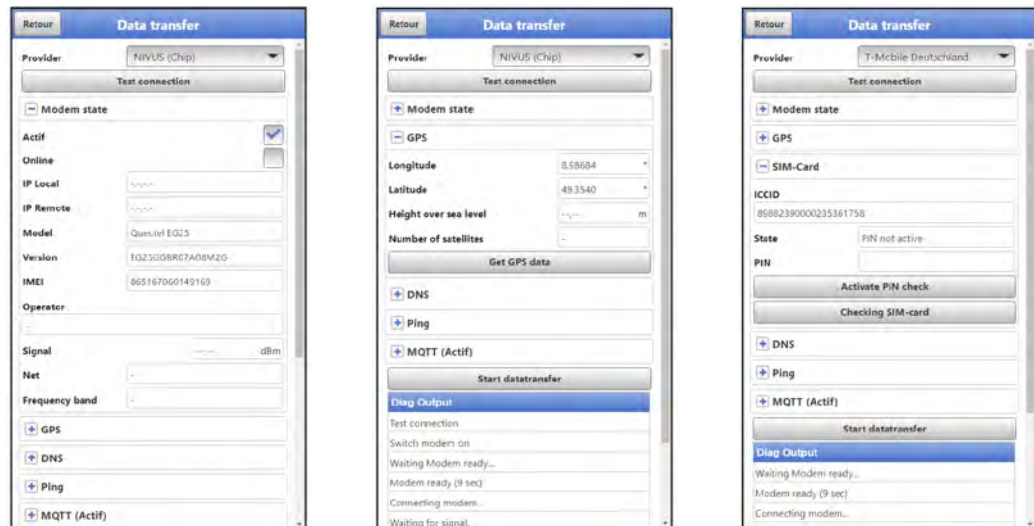 Retour Data transfer
Provider NIVUS (Chip)
Test connection
Modem state
Actif
Online
IP Local -.-.-.-
IP Remote -.-.-.-
Model Quectel EG25
Version EG25GGBR07A08M2G
IMEI 865167060149169
Operator
-
Signal --.-- dBm
Net -
Frequency band -
GPS
DNS
Ping
MQTT (Actif)
Retour Data transfer
Provider NIVUS (Chip)
Test connection
Modem state
GPS
Longitude 8.68684 °
Latitude 49.3540 °
Height over sea level --.-- m
Number of satellites -
Get GPS data
DNS
Ping
MQTT (Actif)
Start datatransfer
Diag Output
Test connection
Switch modem on
Waiting Modem ready...
Modem ready (9 sec)
Connecting modem...
Waiting for signal.
Retour Data transfer
Provider T-Mobile Deutschland
Test connection
Modem state
GPS
SIM-Card
ICCID
89882390000235361758
State PIN not active
PIN
Activate PIN check
Checking SIM-card
DNS
Ping
MQTT (Actif)
Start datatransfer
Diag Output
Waiting Modem ready...
Modem ready (9 sec)
Connecting modem...